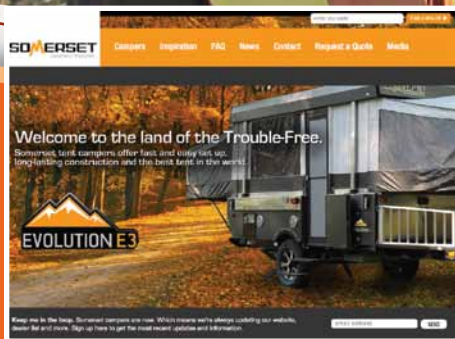 SOMERSET
Campers Inspiration FAQ News Contact Request a Quote Media
Welcome to the land of the Trouble-Free.
Somerset tent campers offer fast and easy set up,
long-lasting construction and the best tent in the world.
EVOLUTION E3
Keep me in the loop. Somerset campers are new. Which means we're always updating our website,
dealer list and more. Sign up here to get the most recent updates and information.
SEND